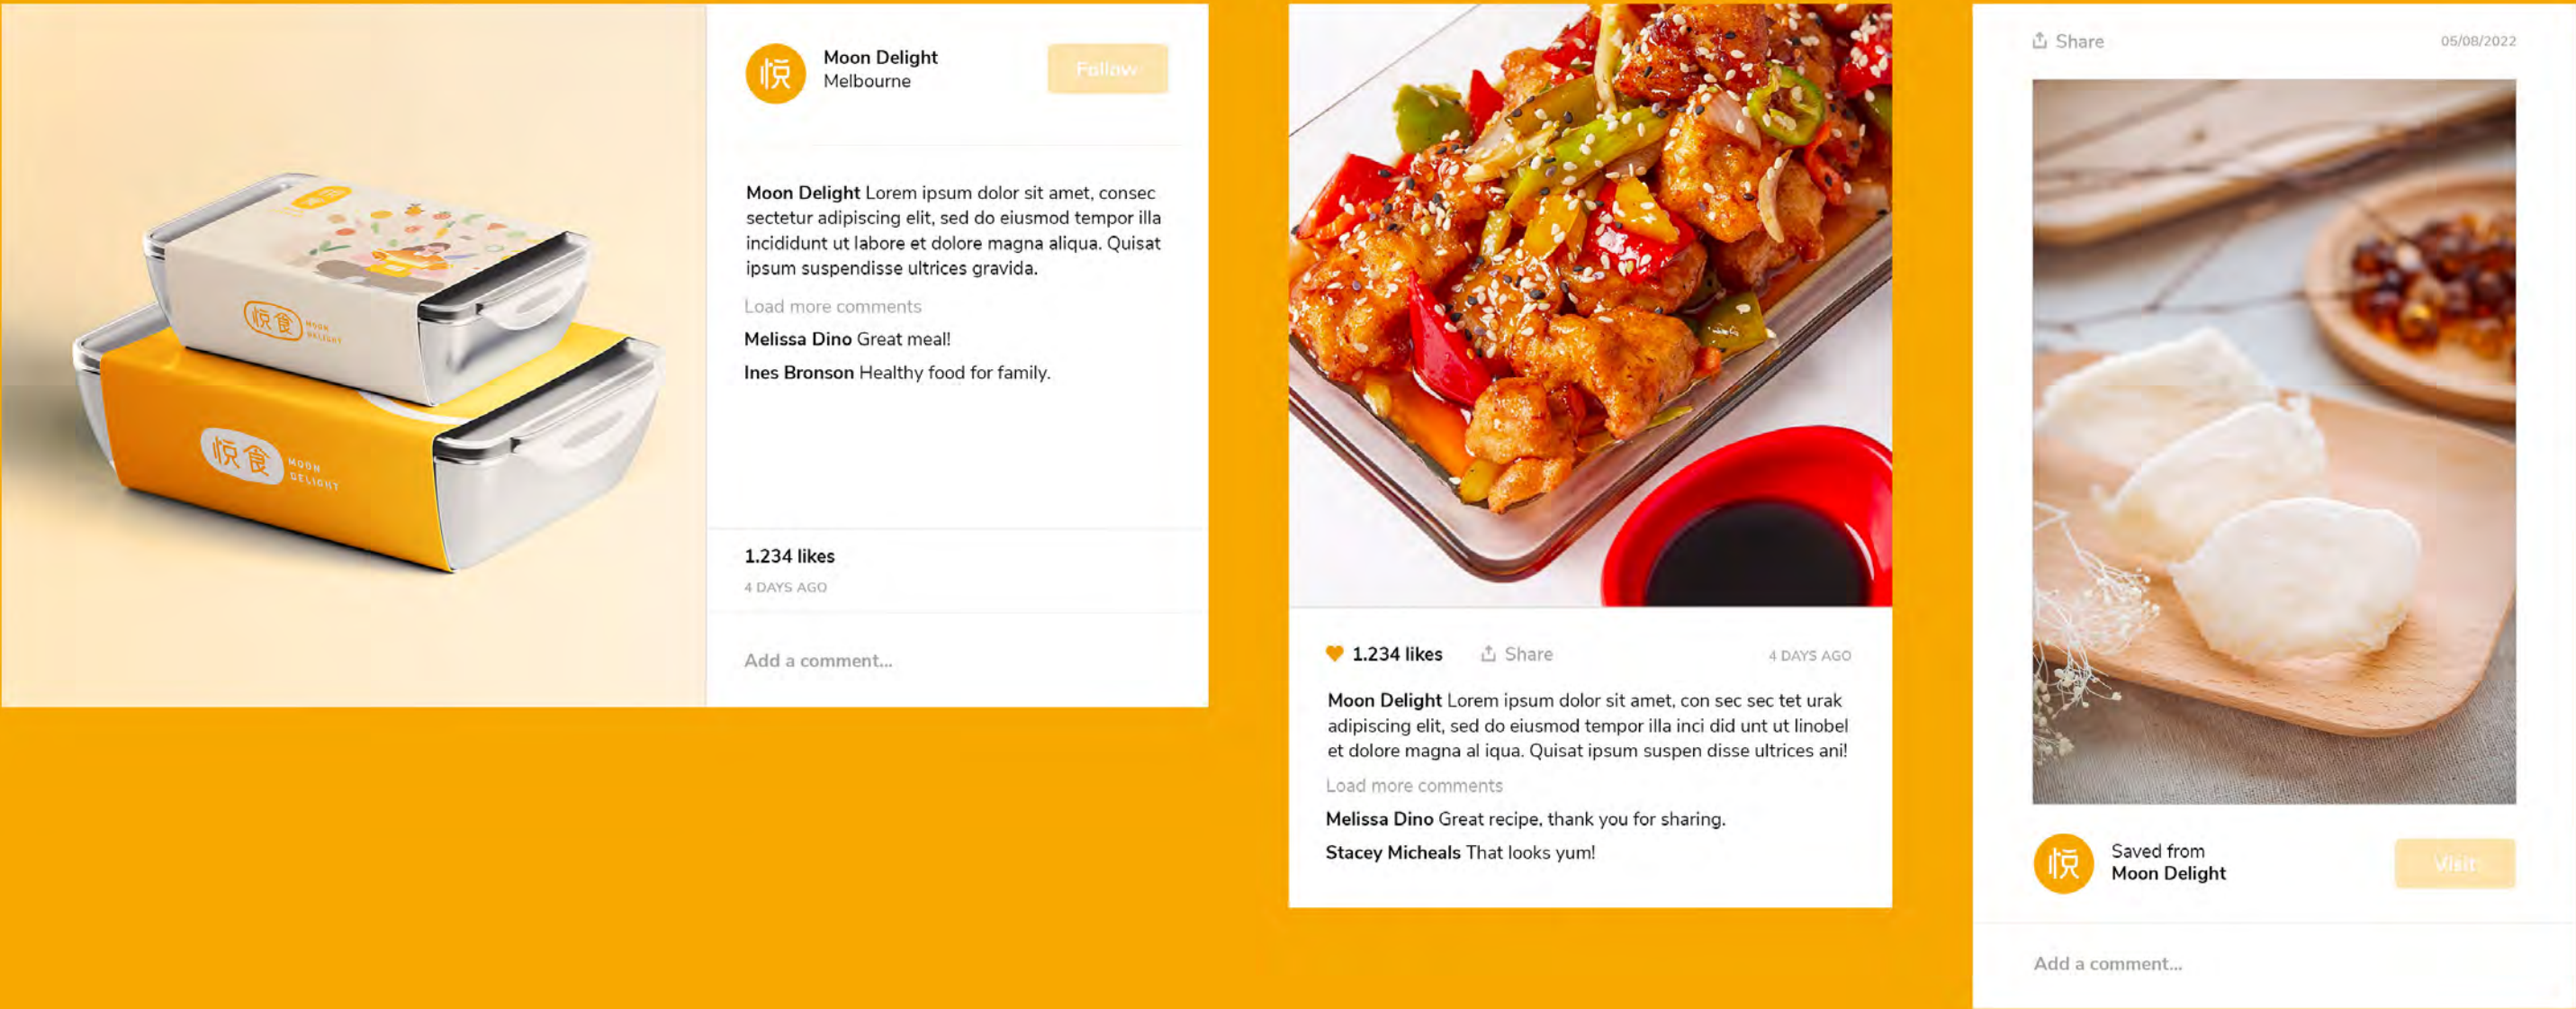 悦食
MOON
DELIGHT
悦食
MOON
DELIGHT
悦
Moon Delight
Melbourne
Follow
Moon Delight Lorem ipsum dolor sit amet, consec
sectetur adipiscing elit, sed do eiusmod tempor illa
incididunt ut labore et dolore magna aliqua. Quisat
ipsum suspendisse ultrices gravida.
Load more comments
Melissa Dino Great meal!
Ines Bronson Healthy food for family.
1.234 likes
4 DAYS AGO
Add a comment...
1.234 likes
Share
4 DAYS AGO
Moon Delight Lorem ipsum dolor sit amet, con sec sec tet urak
adipiscing elit, sed do eiusmod tempor illa inci did unt ut linobel
et dolore magna al iqua. Quisat ipsum suspen disse ultrices ani!
Load more comments
Melissa Dino Great recipe, thank you for sharing.
Stacey Micheals That looks yum!
Share
05/08/2022
悦
Saved from
Moon Delight
Visit
Add a comment...